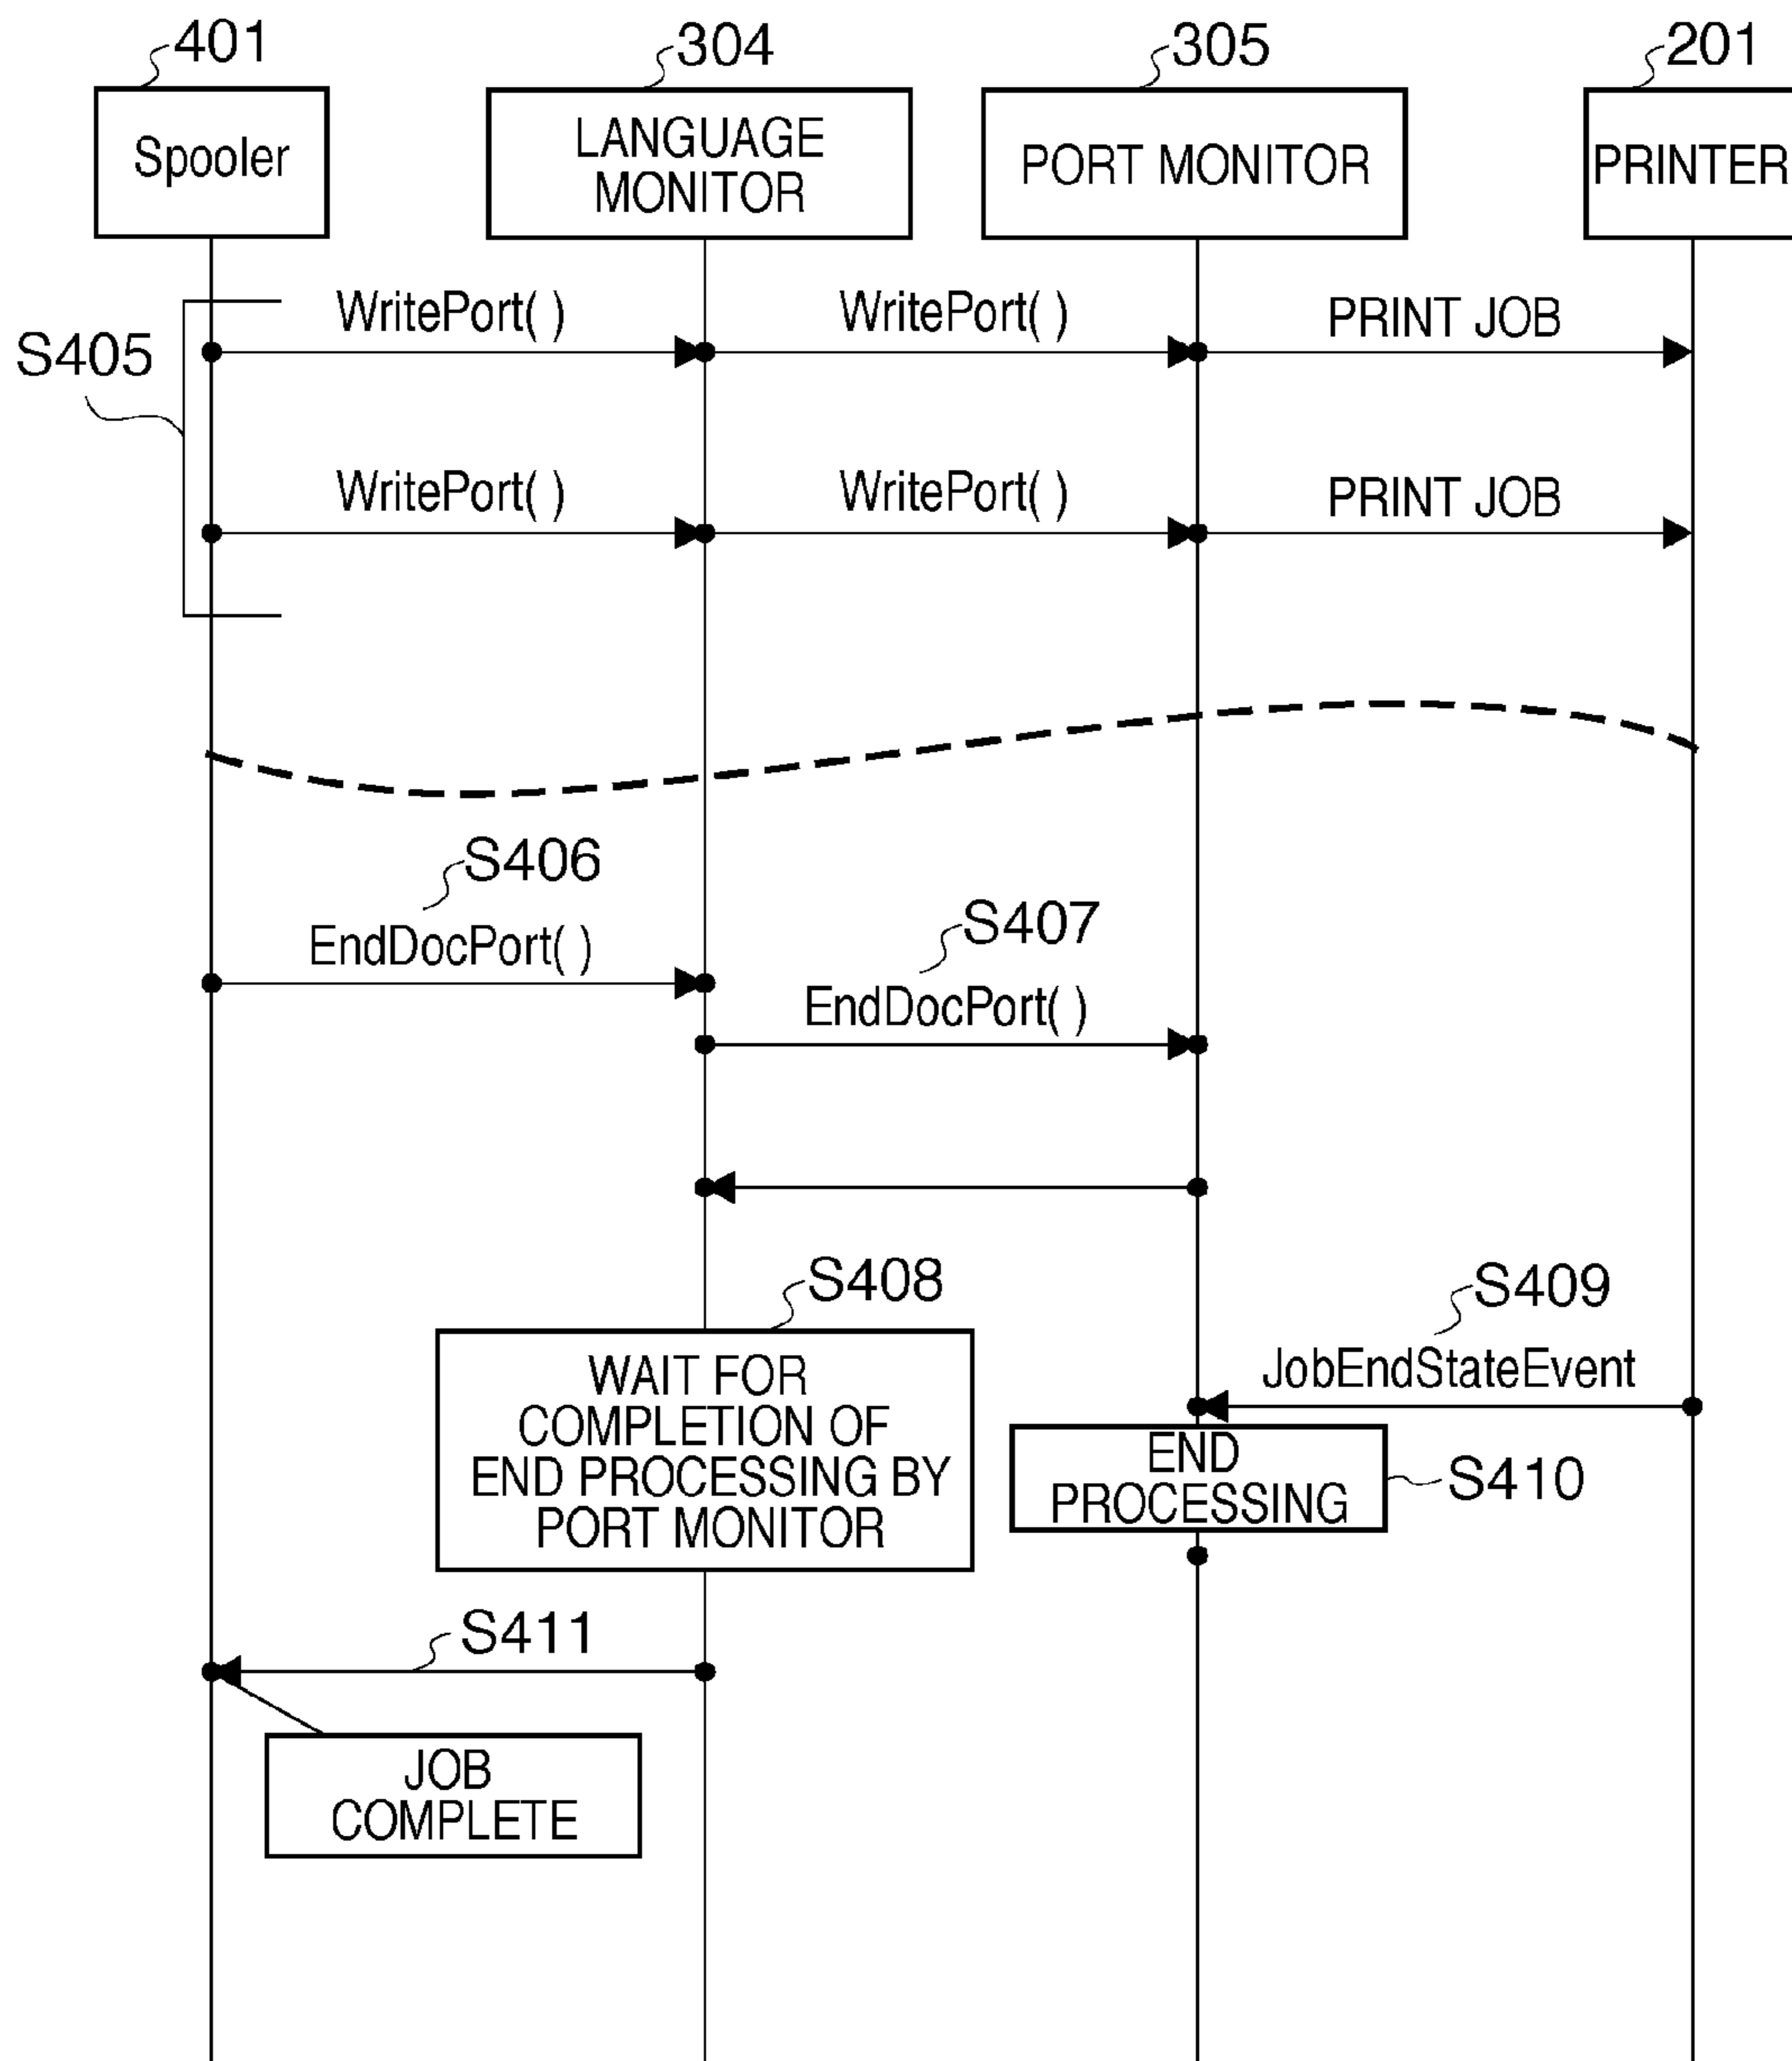 401
304
305
201
Spooler
LANGUAGE
MONITOR
PORT MONITOR
PRINTER
S405
WritePort( )
WritePort( )
PRINT JOB
WritePort( )
WritePort( )
PRINT JOB
S406
EndDocPort( )
S407
EndDocPort( )
S408
WAIT FOR
COMPLETION OF
END PROCESSING BY
PORT MONITOR
S409
JobEndStateEvent
END
PROCESSING
S410
S411
JOB
COMPLETE